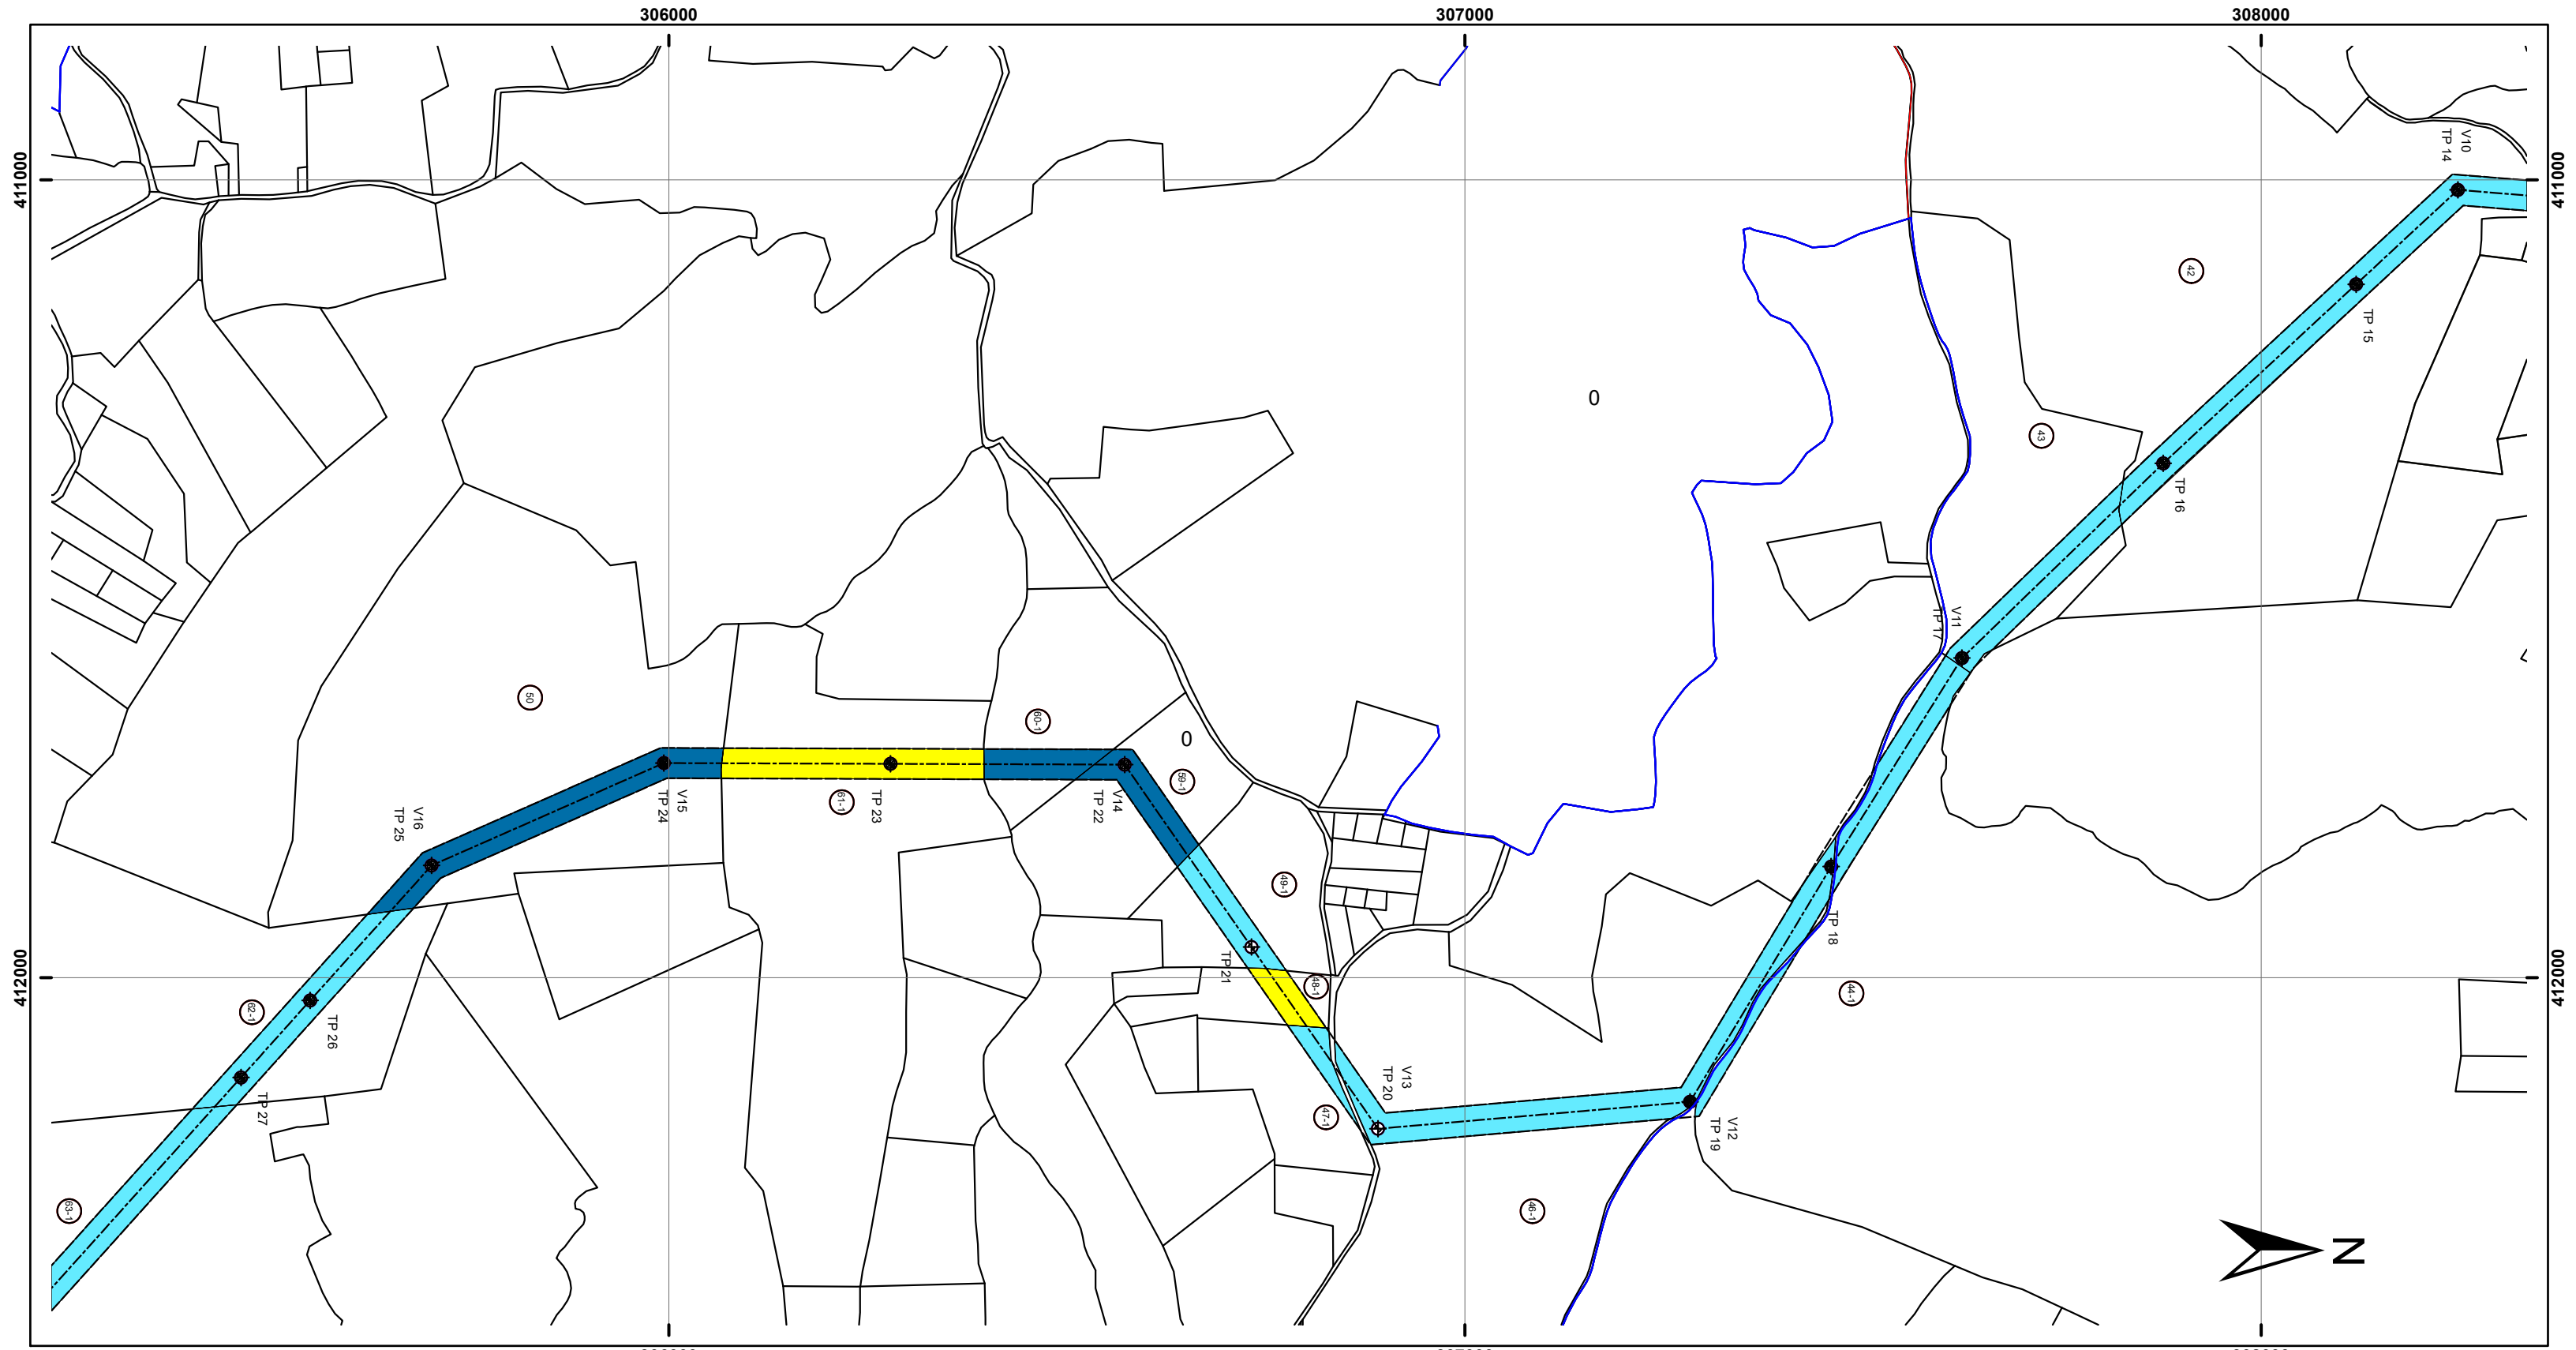 306000
307000
308000
411000
411000
V10
TP 14
42
TP 15
0
43
TP 16
V11
TP 17
50
60-1
0
59-1
V14
TP 22
61-1
TP 23
V15
TP 24
V16
TP 25
49-1
TP 18
TP 21
48-1
412000
412000
44-1
62-1
TP 26
V13
TP 20
TP 27
47-1
V12
TP 19
63-1
46-1
N